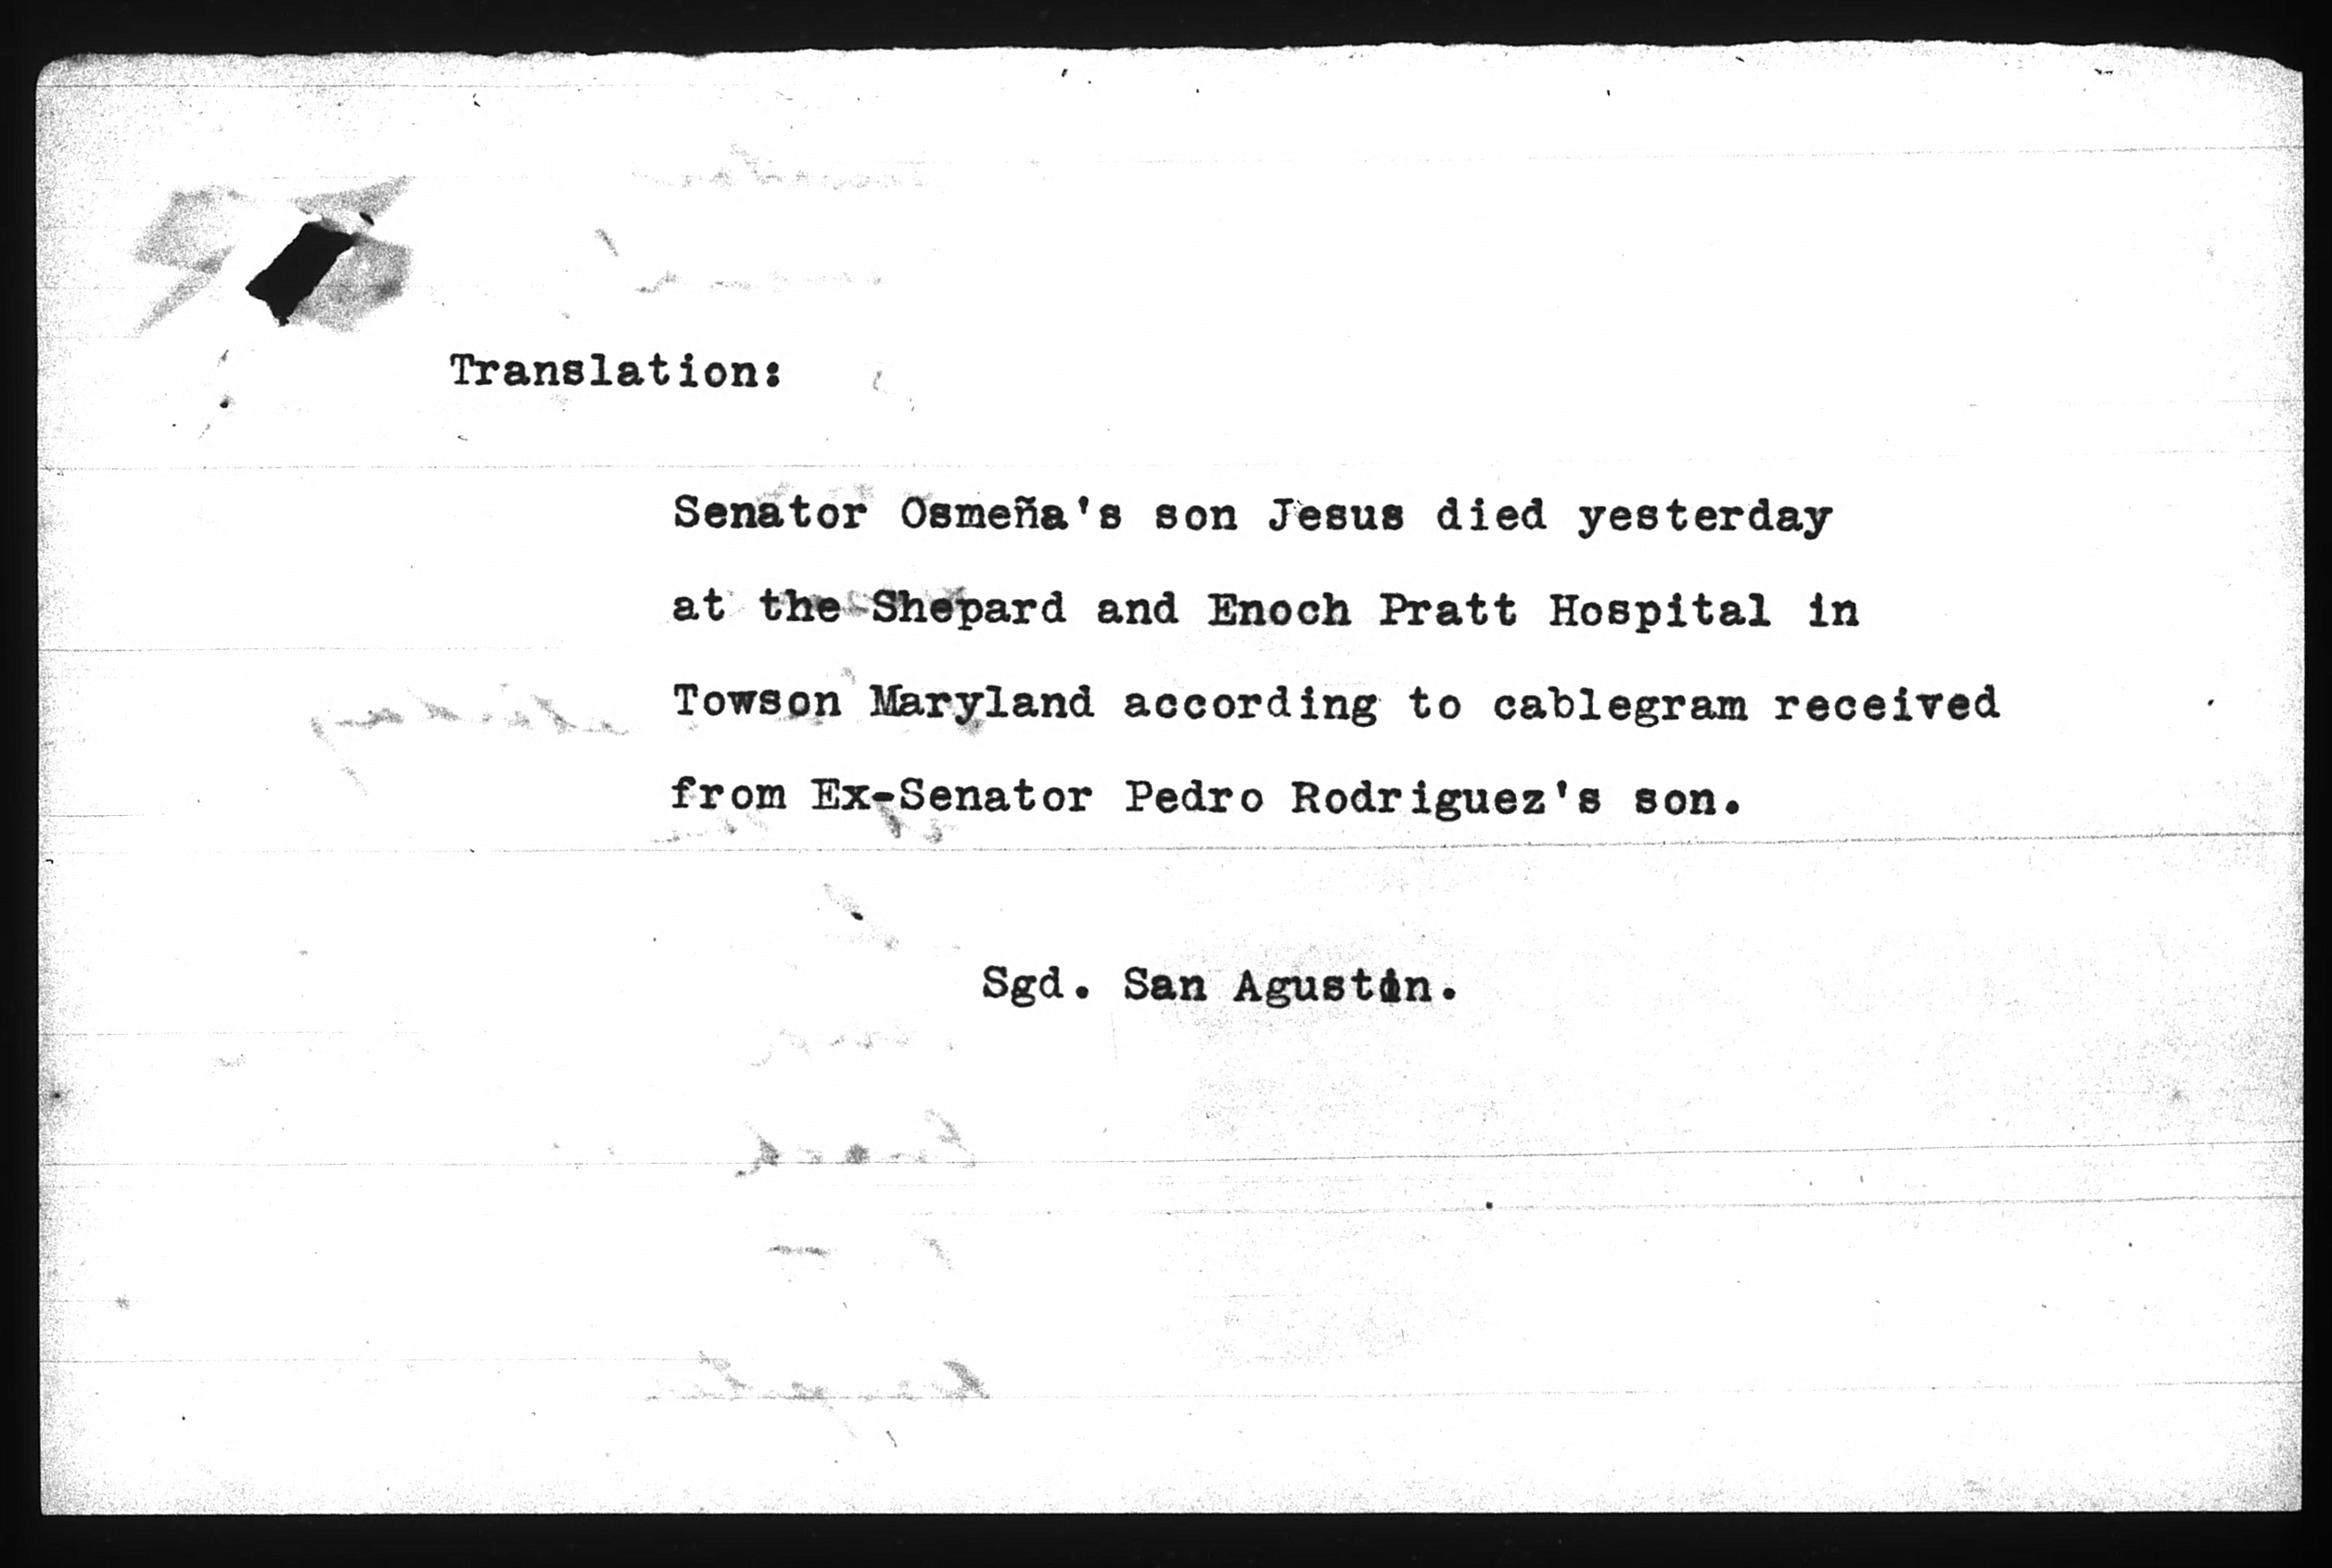 Translation:
Senator Osmeña's son Jesus died yesterday
at the Shepard and Enoch Pratt Hospital in
Towson Maryland according to cablegram received
from Ex-Senator Pedro Rodriguez's son.
Sgd. San Agustin.